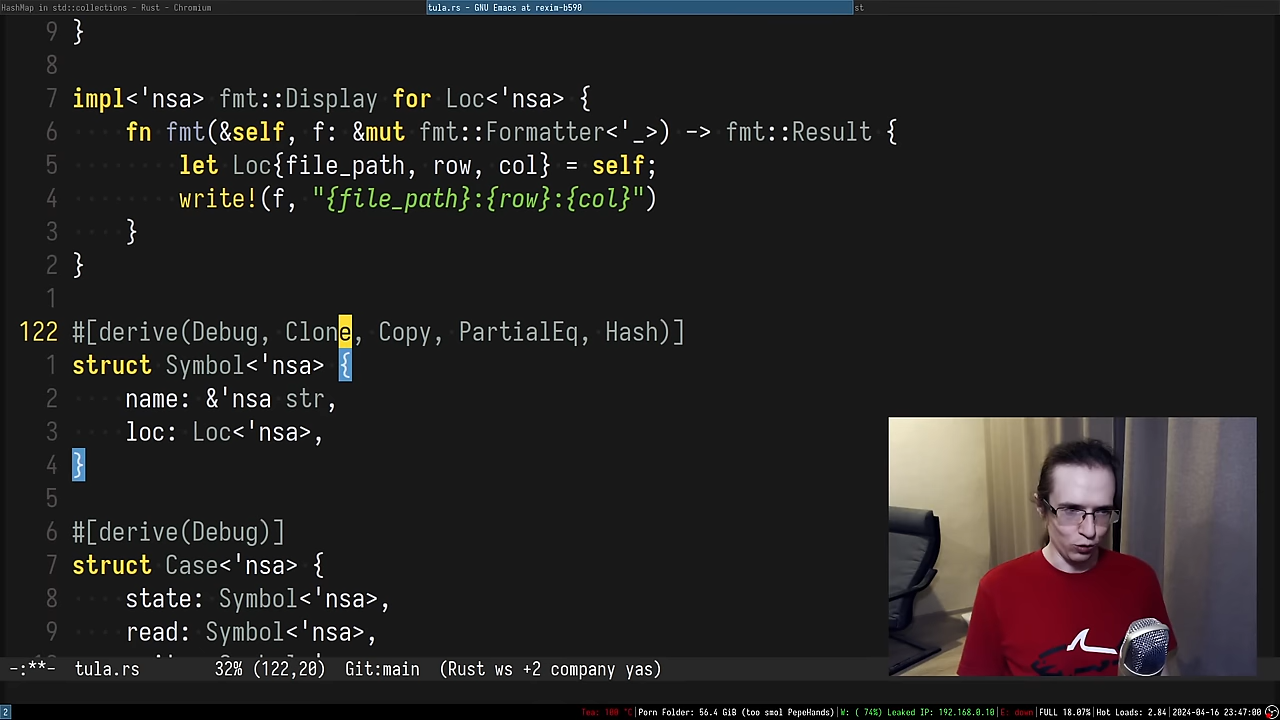 HashMap in std::collections - Rust - Chromium tula.rs - GNU Emacs at rexim-b590 st
9 }
8
7 impl<'nsa> fmt::Display for Loc<'nsa> {
6 fn fmt(&self, f: &mut fmt::Formatter<'_>) -> fmt::Result {
5 let Loc{file_path, row, col} = self;
4 write!(f, "{file_path}:{row}:{col}")
3 }
2 }
1
122 #[derive(Debug, Clone, Copy, PartialEq, Hash)]
1 struct Symbol<'nsa> {
2 name: &'nsa str,
3 loc: Loc<'nsa>,
4 }
5
6 #[derive(Debug)]
7 struct Case<'nsa> {
8 state: Symbol<'nsa>,
9 read: Symbol<'nsa>,
-:**- tula.rs 32% (122,20) Git:main (Rust ws +2 company yas)
2 Tea: 100 °C|Porn Folder: 56.4 GiB (too smol PepeHands)|W: ( 74%) Leaked IP: 192.168.0.10|E: down|FULL 18.07%|Hot Loads: 2.84|2024-04-16 23:47:00